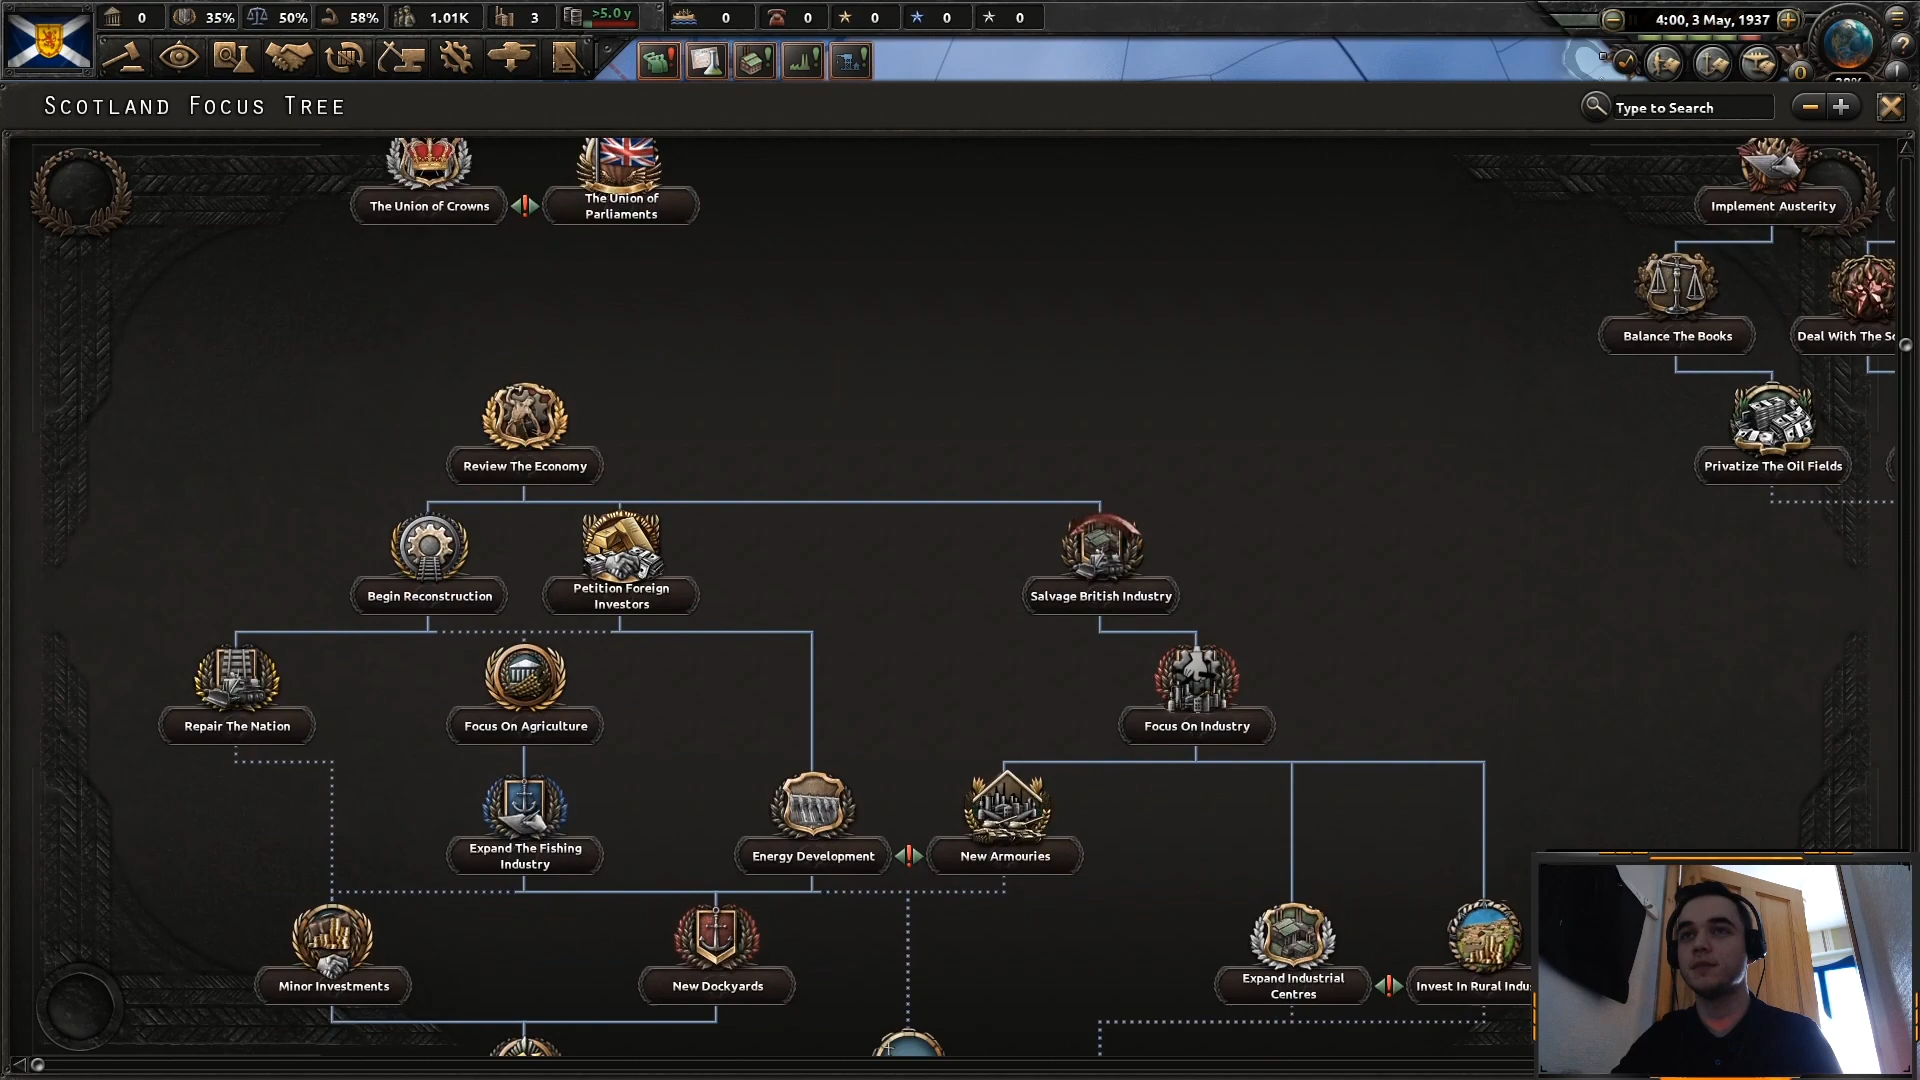 0
35%
50%
58%
1.01K
3
>5.0 y
0
0
0
0
0
4:00, 3 May, 1937
0
Scotland Focus Tree
Type to Search
The Union of Crowns
The Union of
Parliaments
Implement Austerity
Balance The Books
Deal With The Sc
Review The Economy
Privatize The Oil Fields
Begin Reconstruction
Petition Foreign
Investors
Salvage British Industry
Repair The Nation
Focus On Agriculture
Focus On Industry
Expand The Fishing
Industry
Energy Development
New Armouries
Minor Investments
New Dockyards
Expand Industrial
Centres
Invest In Rural Indus